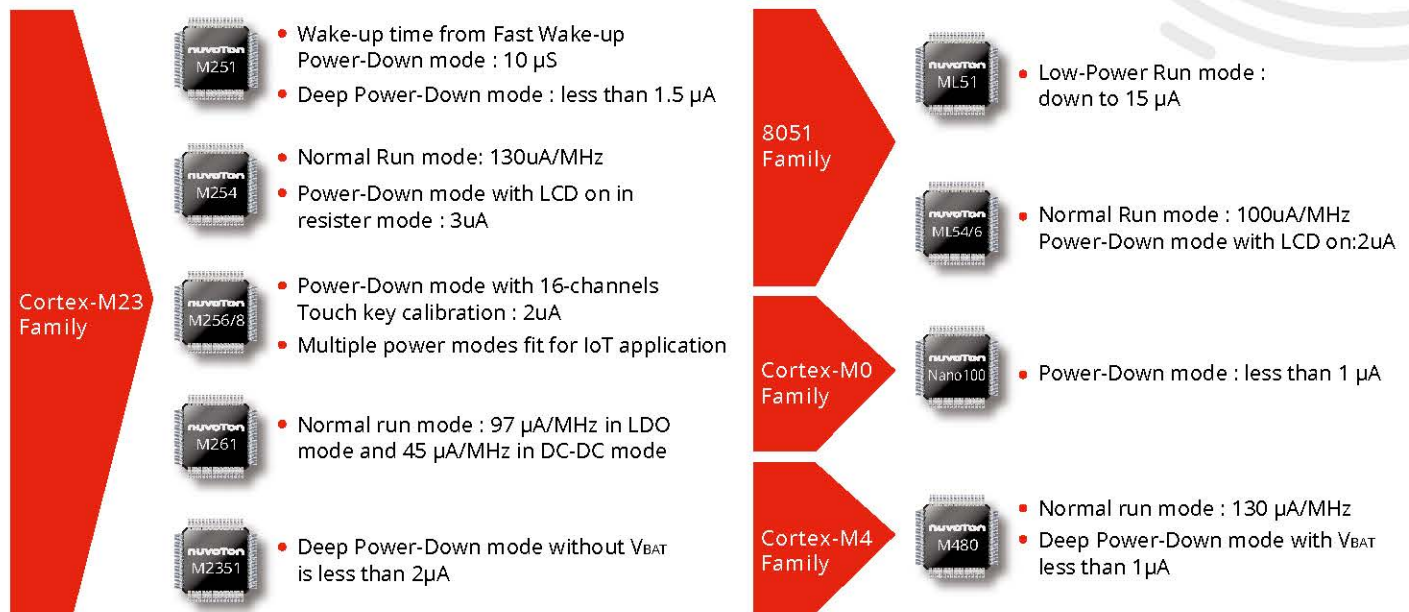 Cortex-M23
Family
nuvoTon
M251
• Wake-up time from Fast Wake-up
Power-Down mode : 10 µS
• Deep Power-Down mode : less than 1.5 µA
nuvoTon
M254
• Normal Run mode: 130uA/MHz
• Power-Down mode with LCD on in
resister mode : 3uA
nuvoTon
M256/8
• Power-Down mode with 16-channels
Touch key calibration : 2uA
• Multiple power modes fit for IoT application
nuvoTon
M261
• Normal run mode : 97 µA/MHz in LDO
mode and 45 µA/MHz in DC-DC mode
nuvoTon
M2351
• Deep Power-Down mode without VBAT
is less than 2µA
8051
Family
nuvoTon
ML51
• Low-Power Run mode :
down to 15 µA
nuvoTon
ML54/6
• Normal Run mode : 100uA/MHz
Power-Down mode with LCD on:2uA
Cortex-M0
Family
nuvoTon
Nano100
• Power-Down mode : less than 1 µA
Cortex-M4
Family
nuvoTon
M480
• Normal run mode : 130 µA/MHz
• Deep Power-Down mode with VBAT
less than 1µA